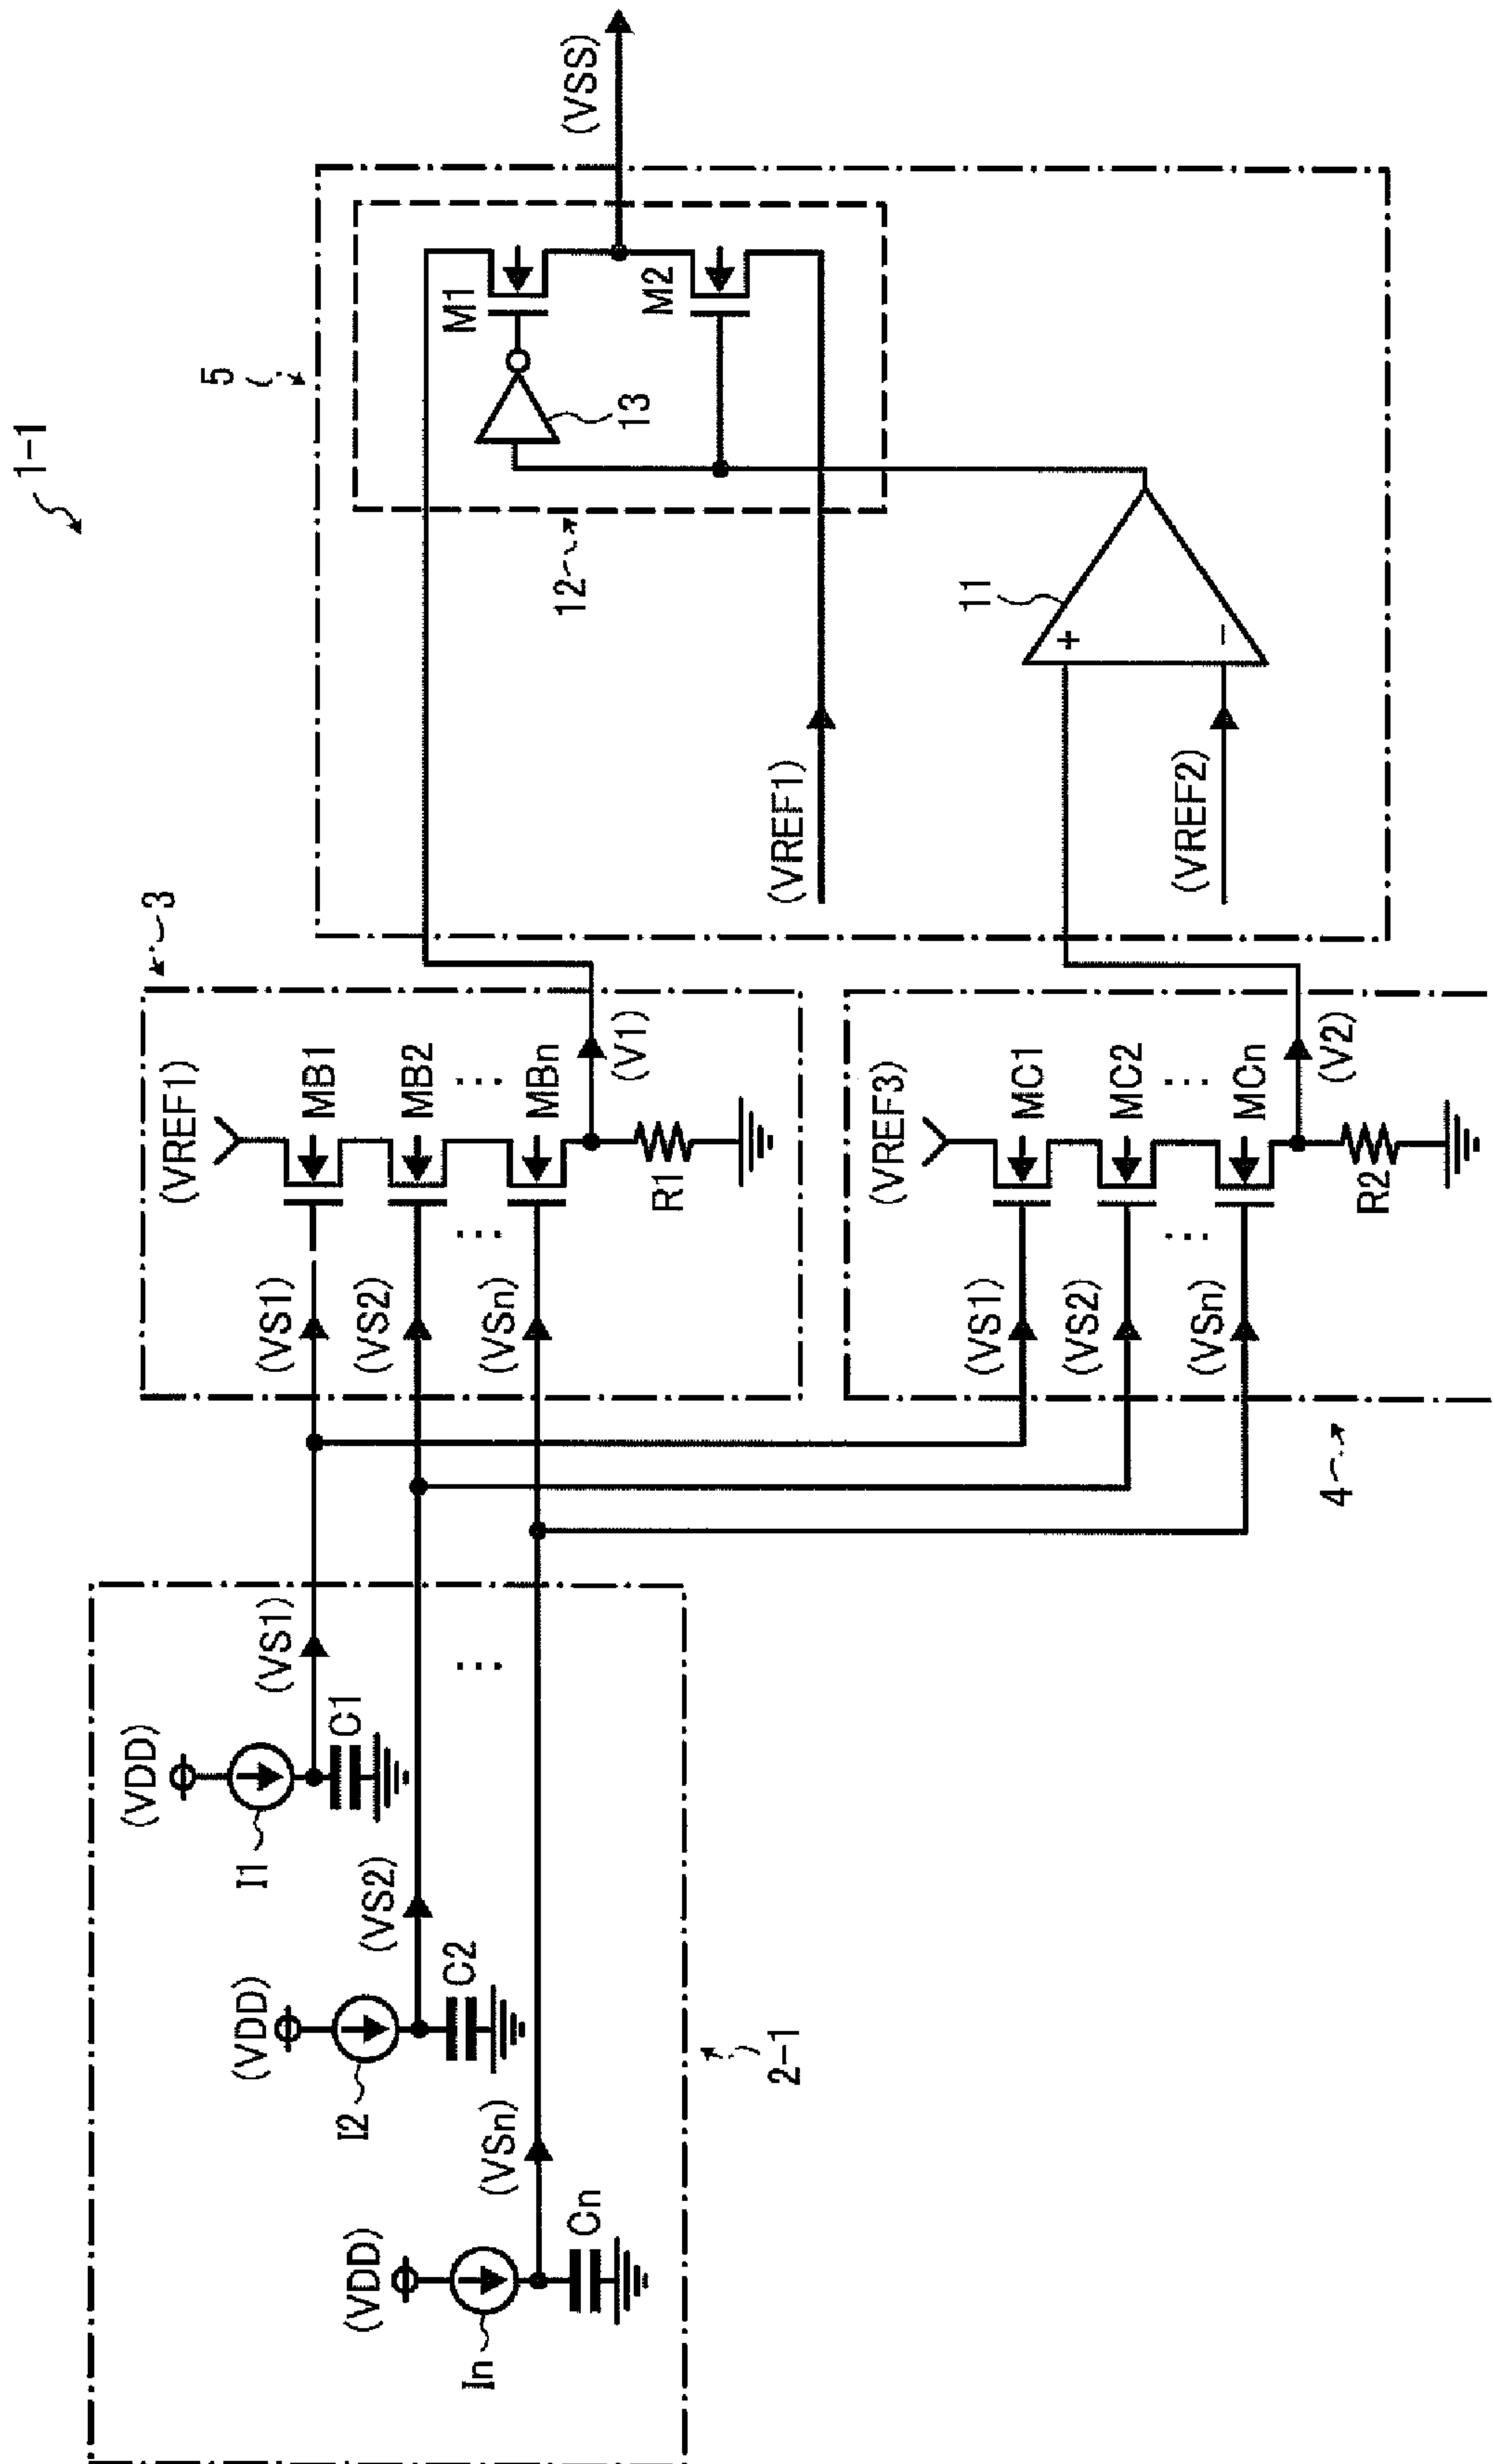 1-1
5
(VSS)
M1
M2
13
12
11
+
−
(VREF1)
(VREF2)
3
(VREF1)
MB1
MB2
...
MBn
(V1)
R1
(VS1)
(VS2)
...
(VSn)
(VREF3)
MC1
MC2
...
MCn
(V2)
R2
(VS1)
(VS2)
...
(VSn)
4
(VDD)
I1
C1
(VS1)
...
(VDD)
I2
C2
(VS2)
(VDD)
In
Cn
(VSn)
2-1